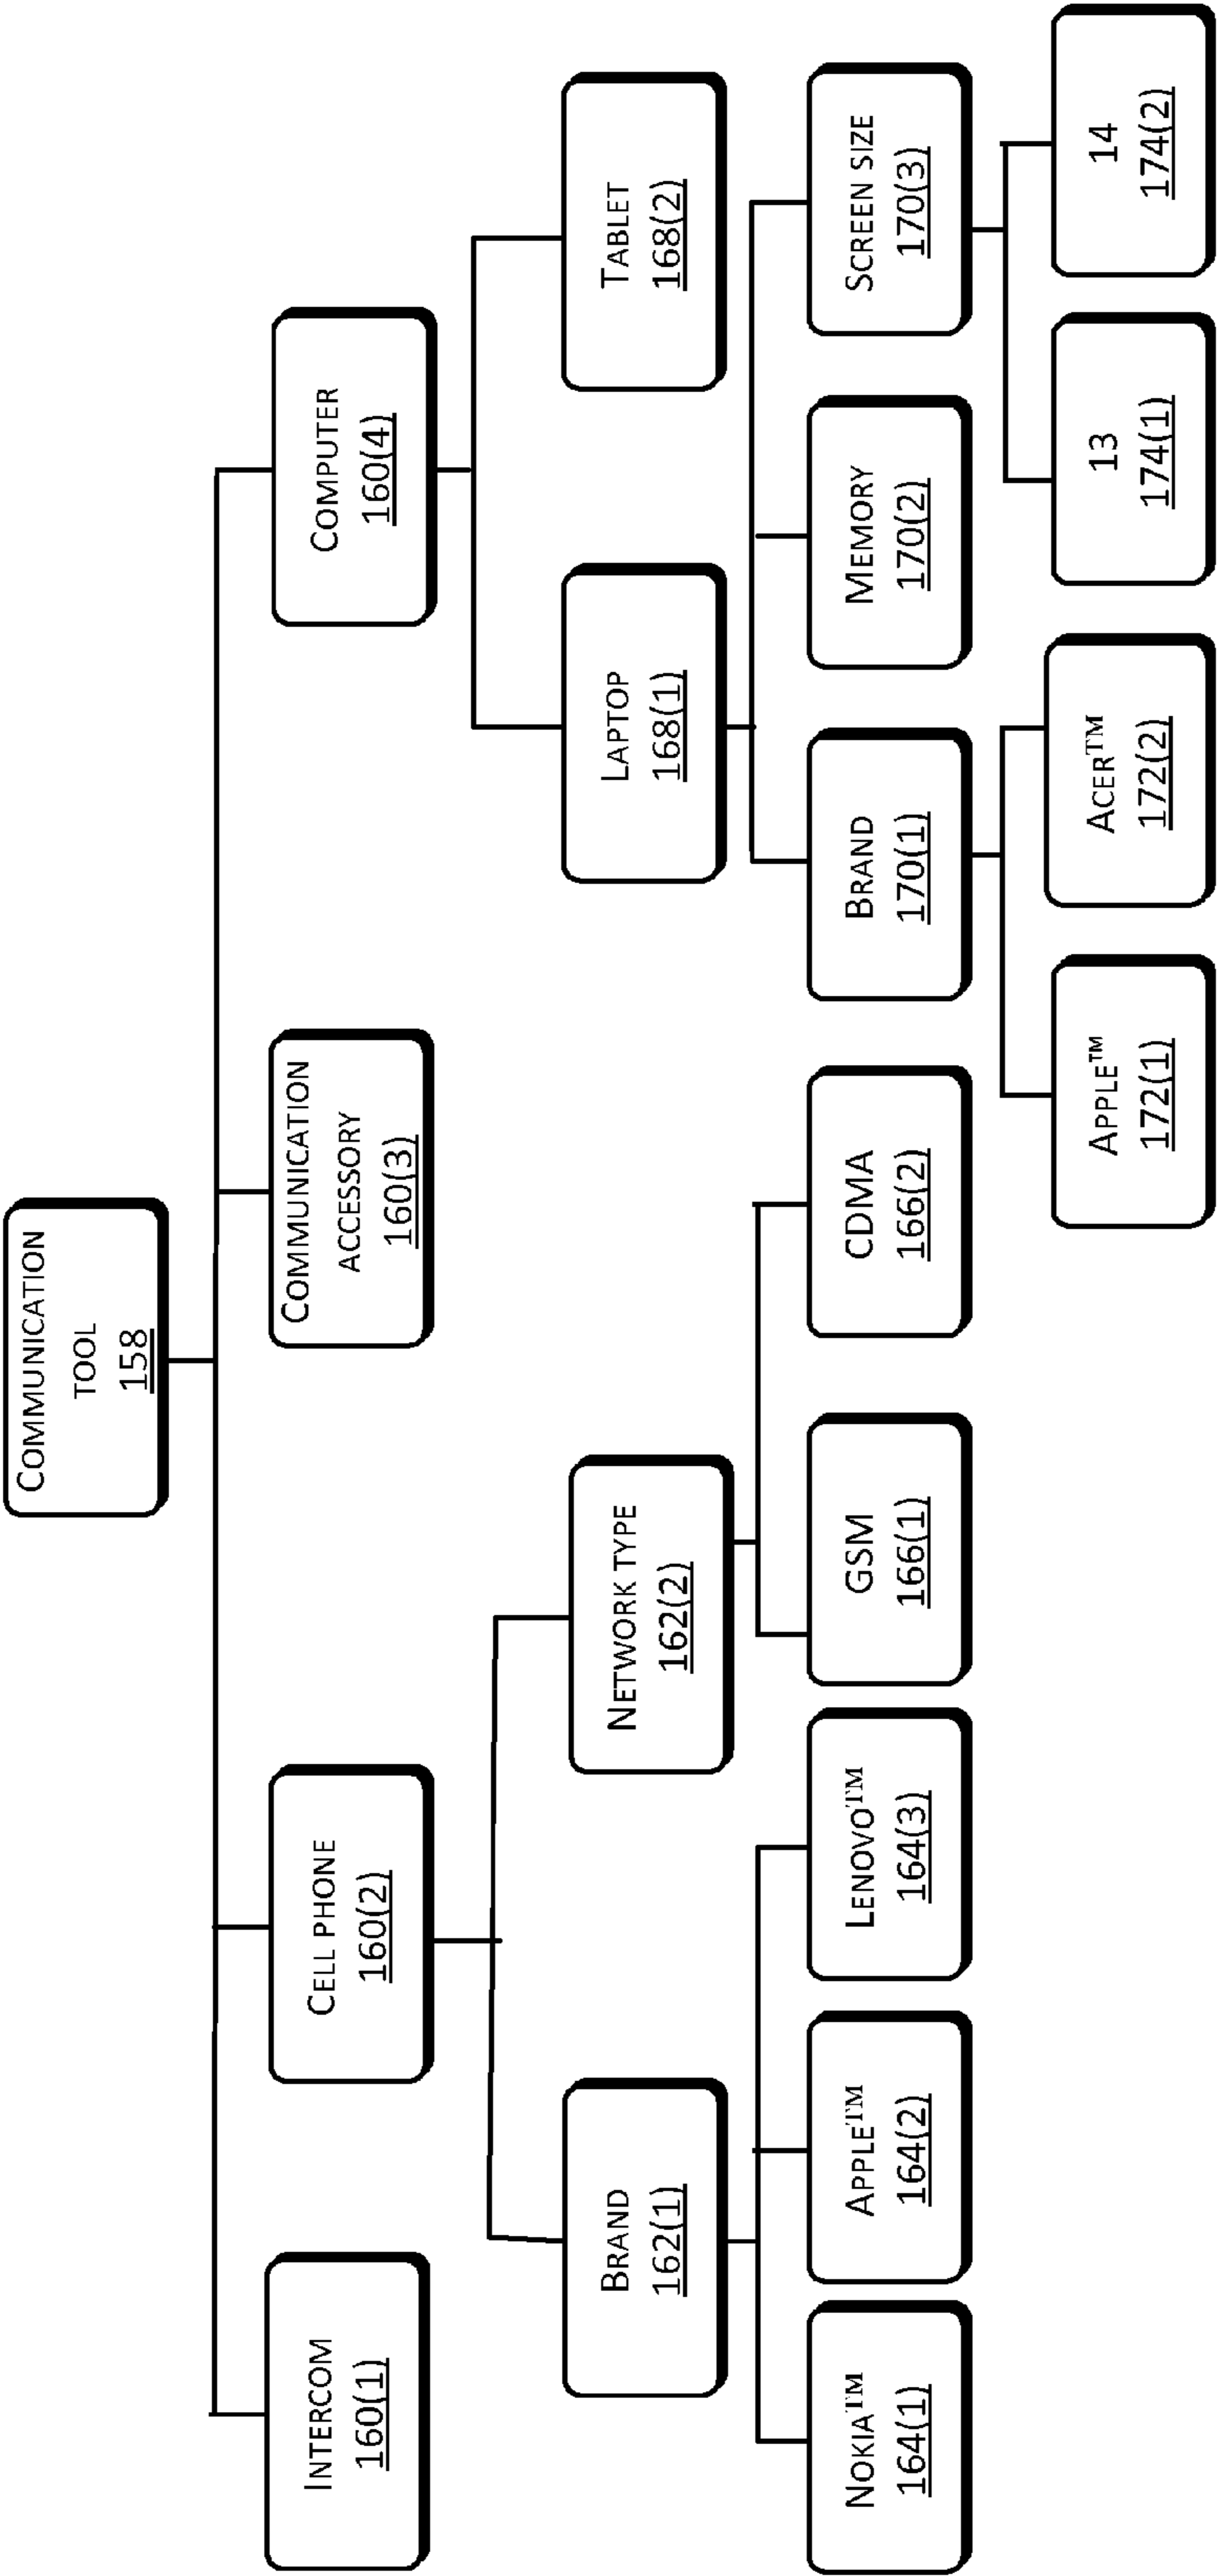 COMMUNICATION
TOOL
158
INTERCOM
160(1)
CELL PHONE
160(2)
COMMUNICATION
ACCESSORY
160(3)
COMPUTER
160(4)
BRAND
162(1)
NETWORK TYPE
162(2)
LAPTOP
168(1)
TABLET
168(2)
NOKIA™
164(1)
APPLE™
164(2)
LENOVO™
164(3)
GSM
166(1)
CDMA
166(2)
BRAND
170(1)
MEMORY
170(2)
SCREEN SIZE
170(3)
APPLE™
172(1)
ACER™
172(2)
13
174(1)
14
174(2)